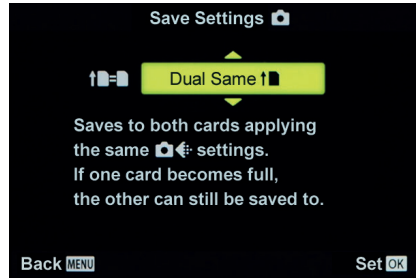 Save Settings
Dual Same
Saves to both cards applying
the same settings.
If one card becomes full,
the other can still be saved to.
Back MENU
Set OK